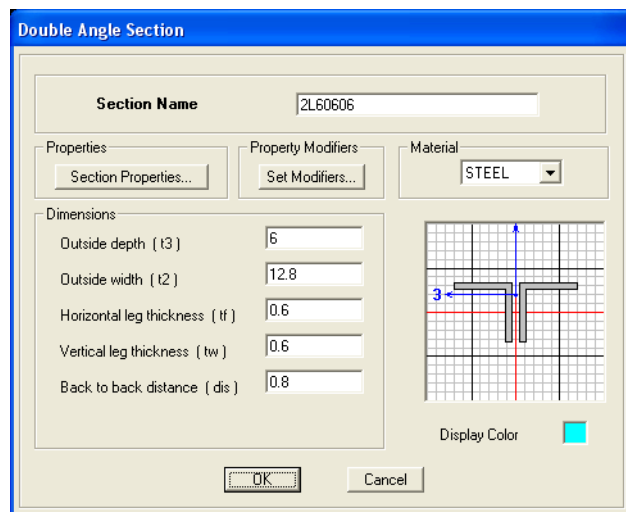 Double Angle Section
Section Name 2L60606
Properties Property Modifiers Material
Section Properties... Set Modifiers... STEEL
Dimensions
Outside depth ( t3 ) 6
Outside width ( t2 ) 12.8
Horizontal leg thickness ( tf ) 0.6
Vertical leg thickness ( tw ) 0.6
Back to back distance ( dis ) 0.8
3
Display Color
OK Cancel